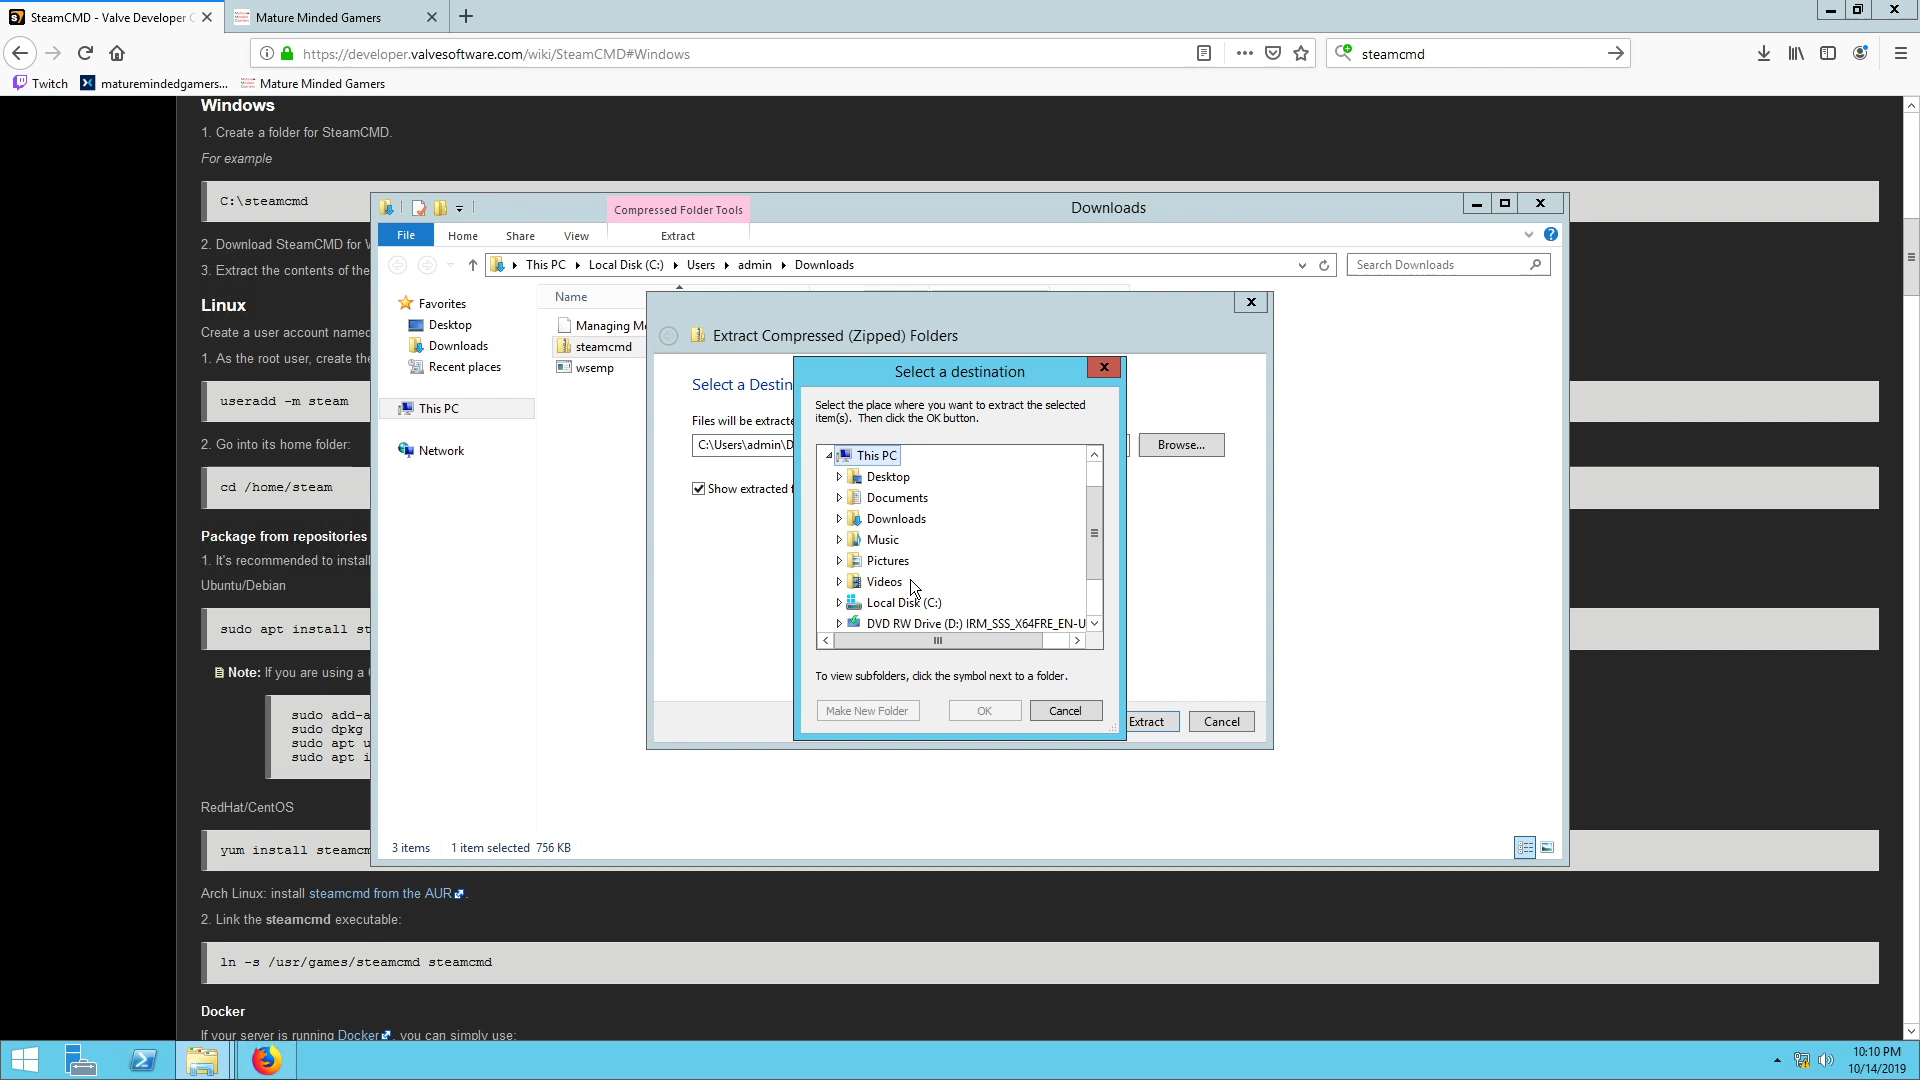 SteamCMD - Valve Developer C
Mature Minded Gamers
https://developer.valvesoftware.com/wiki/SteamCMD#Windows
steamcmd
Twitch
maturemindedgamers...
Mature Minded Gamers
Windows
1. Create a folder for SteamCMD.
For example
C:\steamcmd
2. Download SteamCMD for W
3. Extract the contents of the
Linux
Create a user account named
1. As the root user, create the
useradd -m steam
2. Go into its home folder:
cd /home/steam
Package from repositories
1. It's recommended to install
Ubuntu/Debian
sudo apt install st
Note: If you are using a
sudo add-a
sudo dpkg
sudo apt u
sudo apt i
RedHat/CentOS
yum install steamcm
Arch Linux: install steamcmd from the AUR.
2. Link the steamcmd executable:
ln -s /usr/games/steamcmd steamcmd
Docker
If your server is running Docker, you can simply use:
Compressed Folder Tools
Downloads
File
Home
Share
View
Extract
This PC
Local Disk (C:)
Users
admin
Downloads
Search Downloads
Favorites
Desktop
Downloads
Recent places
This PC
Network
Name
Managing M
steamcmd
wsemp
3 items
1 item selected 756 KB
Extract Compressed (Zipped) Folders
Select a Destin
Files will be extracte
C:\Users\admin\D
Browse...
Show extracted f
Extract
Cancel
Select a destination
Select the place where you want to extract the selected
item(s). Then click the OK button.
This PC
Desktop
Documents
Downloads
Music
Pictures
Videos
Local Disk (C:)
DVD RW Drive (D:) IRM_SSS_X64FRE_EN-U
To view subfolders, click the symbol next to a folder.
Make New Folder
OK
Cancel
10:10 PM
10/14/2019